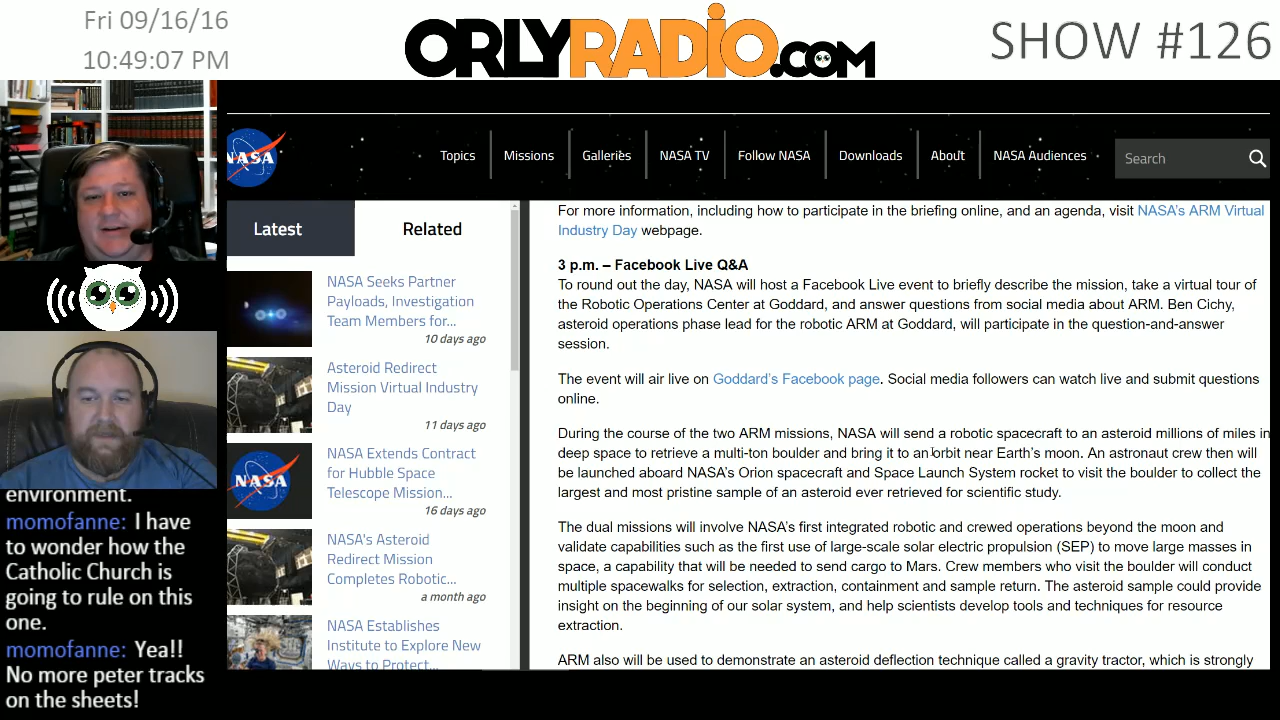 Fri 09/16/16
10:49:07 PM
ORLYRADIO.COM
SHOW #126
NASA
Topics
Missions
Galleries
NASA TV
Follow NASA
Downloads
About
NASA Audiences
Search
Latest
Related
NASA Seeks Partner
Payloads, Investigation
Team Members for...
10 days ago
Asteroid Redirect
Mission Virtual Industry
Day
11 days ago
NASA
NASA Extends Contract
for Hubble Space
Telescope Mission...
16 days ago
NASA's Asteroid
Redirect Mission
Completes Robotic...
a month ago
NASA Establishes
Institute to Explore New
Ways to Protect...
For more information, including how to participate in the briefing online, and an agenda, visit NASA's ARM Virtual
Industry Day webpage.
3 p.m. – Facebook Live Q&A
To round out the day, NASA will host a Facebook Live event to briefly describe the mission, take a virtual tour of
the Robotic Operations Center at Goddard, and answer questions from social media about ARM. Ben Cichy,
asteroid operations phase lead for the robotic ARM at Goddard, will participate in the question-and-answer
session.
The event will air live on Goddard's Facebook page. Social media followers can watch live and submit questions
online.
During the course of the two ARM missions, NASA will send a robotic spacecraft to an asteroid millions of miles in
deep space to retrieve a multi-ton boulder and bring it to an orbit near Earth's moon. An astronaut crew then will
be launched aboard NASA's Orion spacecraft and Space Launch System rocket to visit the boulder to collect the
largest and most pristine sample of an asteroid ever retrieved for scientific study.
The dual missions will involve NASA's first integrated robotic and crewed operations beyond the moon and
validate capabilities such as the first use of large-scale solar electric propulsion (SEP) to move large masses in
space, a capability that will be needed to send cargo to Mars. Crew members who visit the boulder will conduct
multiple spacewalks for selection, extraction, containment and sample return. The asteroid sample could provide
insight on the beginning of our solar system, and help scientists develop tools and techniques for resource
extraction.
ARM also will be used to demonstrate an asteroid deflection technique called a gravity tractor, which is strongly
environment.
momofanne: I have
to wonder how the
Catholic Church is
going to rule on this
one.
momofanne: Yea!!
No more peter tracks
on the sheets!